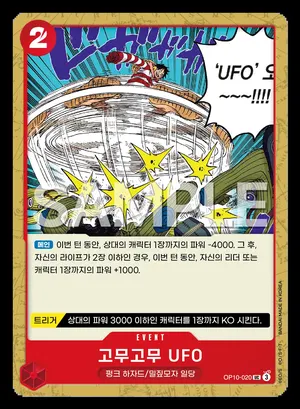 2
'UFO' 오
~~~!!!!
SAMPLE
메인 이번 턴 동안, 상대의 캐릭터 1장까지의 파워 -4000. 그 후,
자신의 라이프가 2장 이하인 경우, 이번 턴 동안, 자신의 리더 또는
캐릭터 1장까지의 파워 +1000.
트리거 상대의 파워 3000 이하인 캐릭터를 1장까지 KO 시킨다.
EVENT
고무고무 UFO
핑크 하자드/밀짚모자 일당
OP10-020 UC 3